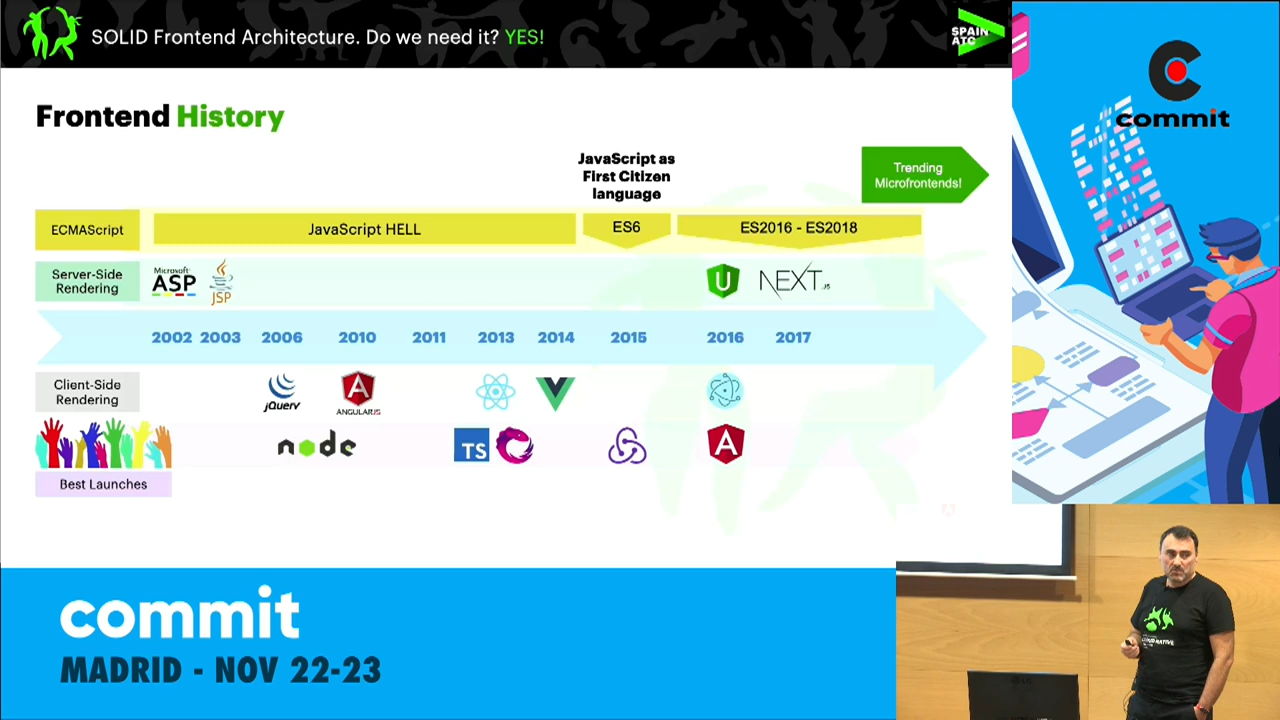 SOLID Frontend Architecture. Do we need it? YES!
SPAIN
ATC
commit
Frontend History
JavaScript as
First Citizen
language
Trending
Microfrontends!
ECMAScript
JavaScript HELL
ES6
ES2016 - ES2018
Server-Side
Rendering
Microsoft
ASP
JSP
U
NEXT.JS
2002
2003
2006
2010
2011
2013
2014
2015
2016
2017
Client-Side
Rendering
jQuery
A
ANGULARJS
node
TS
A
Best Launches
commit
MADRID - NOV 22-23